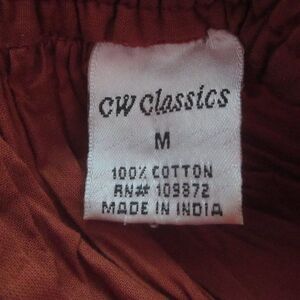 CW Classics
M
100% COTTON
RN# 109872
MADE IN INDIA